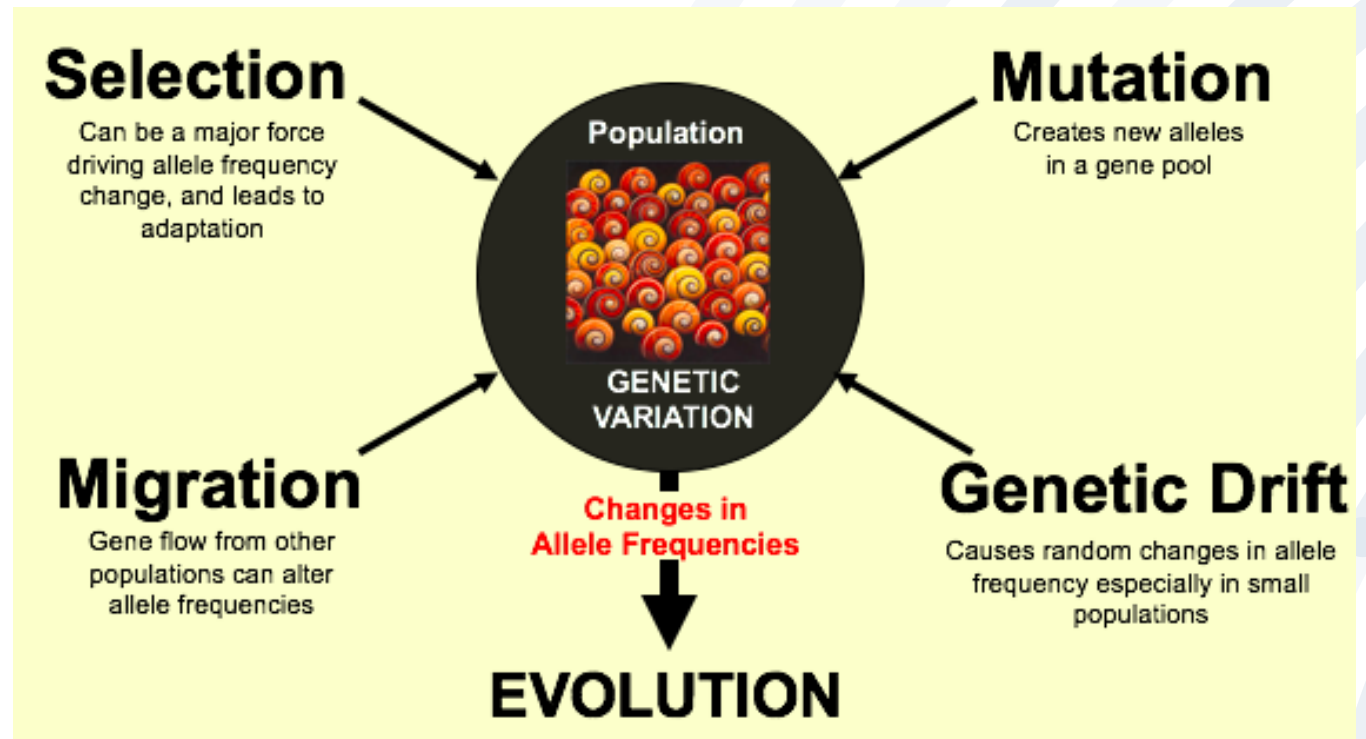 Selection
Can be a major force
driving allele frequency
change, and leads to
adaptation
Mutation
Creates new alleles
in a gene pool
Population
GENETIC
VARIATION
Migration
Gene flow from other
populations can alter
allele frequencies
Genetic Drift
Causes random changes in allele
frequency especially in small
populations
Changes in
Allele Frequencies
EVOLUTION